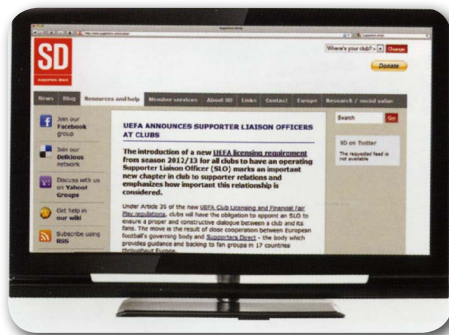 Where's your club? >
Change
SD
supporters direct
Donate
News
Blog
Resources and help
Member services
About SD
Links
Contact
Europe
Research / social value
Join our
Facebook
group
Join our
Delicious
network
Discuss with us
on Yahoo!
Groups
Get help in
our wiki
Subscribe using
RSS
UEFA ANNOUNCES SUPPORTER LIAISON OFFICERS
AT CLUBS
The introduction of a new UEFA licensing requirement
from season 2012/13 for all clubs to have an operating
Supporter Liaison Officer (SLO) marks an important
new chapter in club to supporter relations and
emphasizes how important this relationship is
considered.
Under Article 35 of the new UEFA Club Licensing and Financial Fair
Play regulations, clubs will have the obligation to appoint an SLO to
ensure a proper and constructive dialogue between a club and its
fans. The move is the result of close cooperation between European
football's governing body and Supporters Direct - the body which
provides guidance and backing to fan groups in 17 countries
throughout Europe.
Search
Go
SD on Twitter
The requested feed is
not available